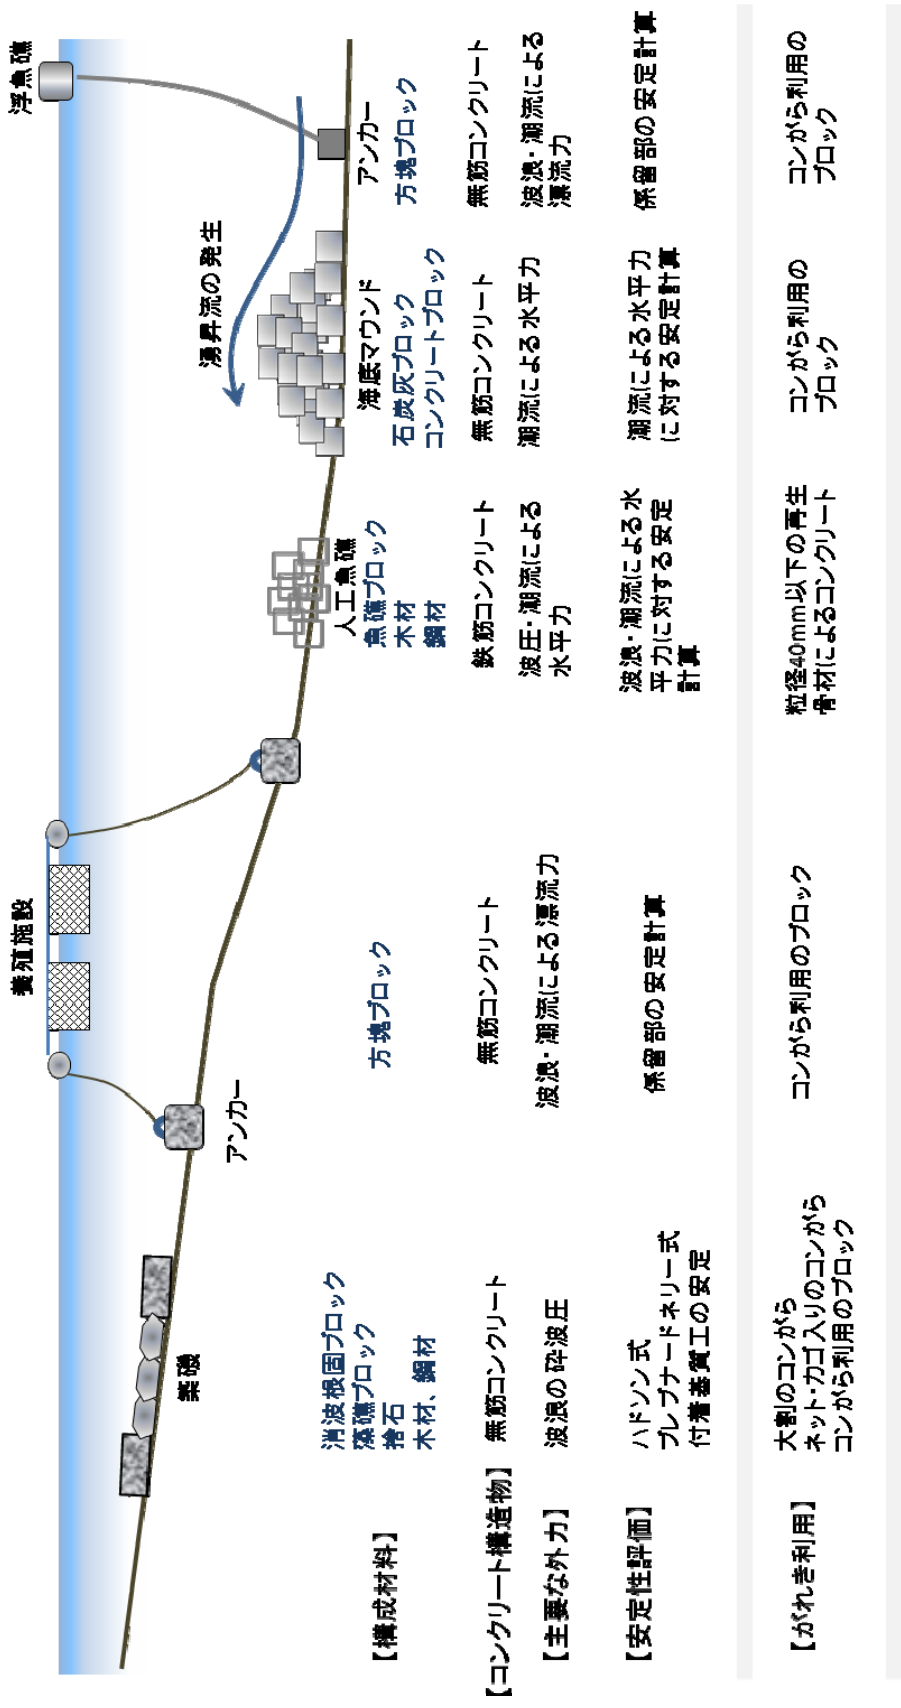 浮魚礁
養殖施設
湧昇流の発生
築磯
アンカー
人工魚礁
海底マウンド
アンカー
【構成材料】
消波根固ブロック
藻礁ブロック
捨石
木材、鋼材
方塊ブロック
魚礁ブロック
木材
鋼材
石炭灰ブロック
コンクリートブロック
方塊ブロック
【コンクリート構造物】
無筋コンクリート
無筋コンクリート
鉄筋コンクリート
無筋コンクリート
無筋コンクリート
【主要な外力】
波浪の砕波圧
波浪・潮流による漂流力
波圧・潮流による
水平力
潮流による水平力
波浪・潮流による
漂流力
【安定性評価】
ハドソン式
ブレブナードネリー式
付着基質工の安定
係留部の安定計算
波浪・潮流による水
平力に対する安定
計算
潮流による水平力
に対する安定計算
係留部の安定計算
【がれき利用】
大割のコンがら
ネット・カゴ入りのコンがら
コンがら利用のブロック
コンがら利用のブロック
粒径40mm以下の再生
骨材によるコンクリート
コンがら利用の
ブロック
コンがら利用の
ブロック